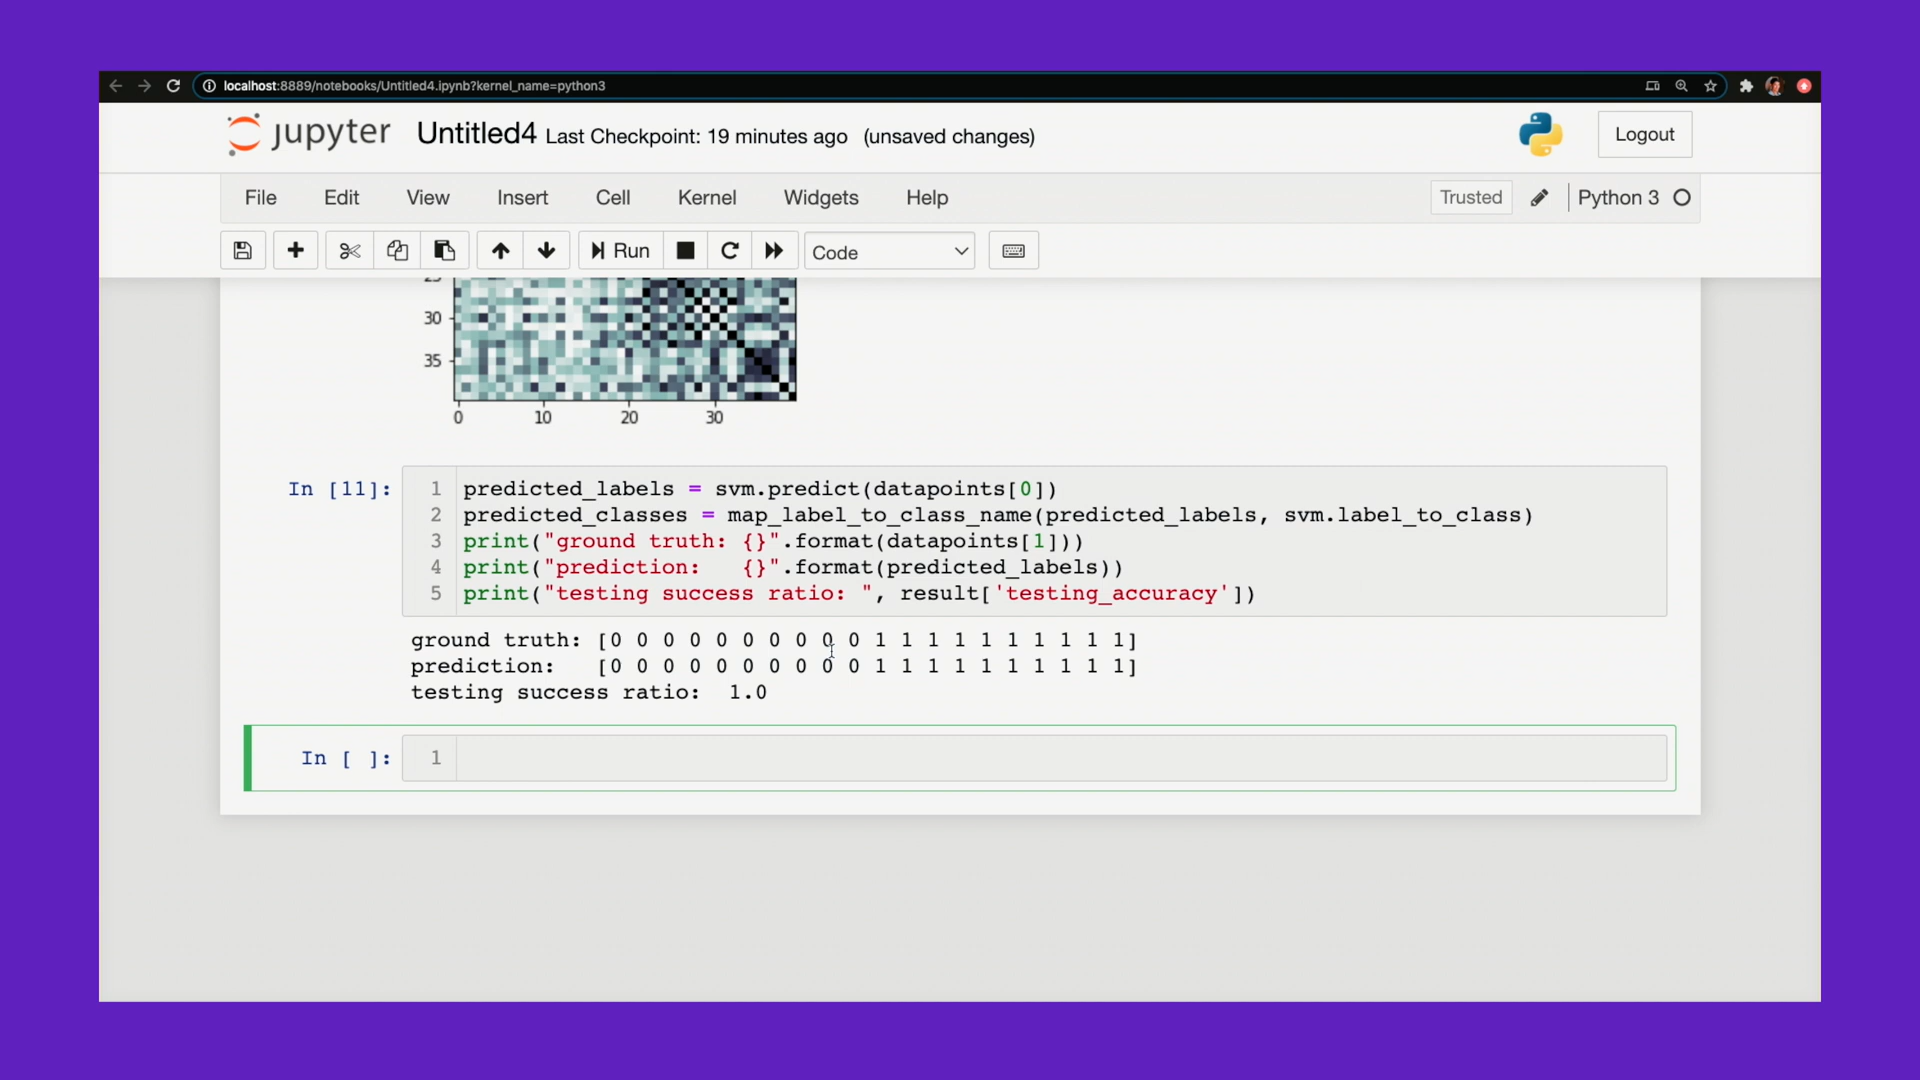 localhost:8889/notebooks/Untitled4.ipynb?kernel_name=python3
jupyter Untitled4 Last Checkpoint: 19 minutes ago (unsaved changes)
Logout
File Edit View Insert Cell Kernel Widgets Help
Trusted Python 3
Run Code
30
35
0 10 20 30
In [11]:
1 predicted_labels = svm.predict(datapoints[0])
2 predicted_classes = map_label_to_class_name(predicted_labels, svm.label_to_class)
3 print("ground truth: {}".format(datapoints[1]))
4 print("prediction:   {}".format(predicted_labels))
5 print("testing success ratio: ", result['testing_accuracy'])
ground truth: [0 0 0 0 0 0 0 0 0 0 1 1 1 1 1 1 1 1 1 1]
prediction:   [0 0 0 0 0 0 0 0 0 0 1 1 1 1 1 1 1 1 1 1]
testing success ratio:  1.0
In [ ]: 1